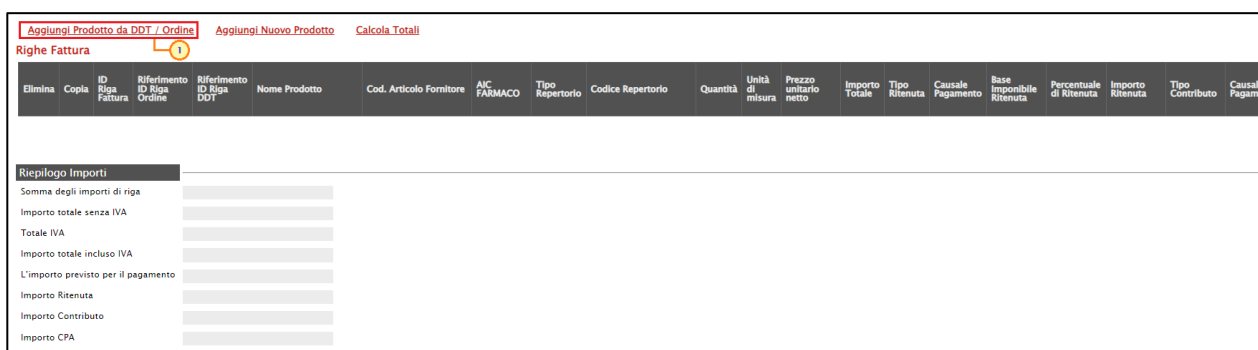 Aggiungi Prodotto da DDT / Ordine Aggiungi Nuovo Prodotto Calcola Totali
1
Righe Fattura
Elimina Copia ID Riga Fattura Riferimento ID Riga Ordine Riferimento ID Riga DDT Nome Prodotto Cod. Articolo Fornitore AIC FARMACO Tipo Repertorio Codice Repertorio Quantità Unità di misura Prezzo unitario netto Importo Totale Tipo Ritenuta Causale Pagamento Base Imponibile Ritenuta Percentuale di Ritenuta Importo Ritenuta Tipo Contributo Causal Pagam
Riepilogo Importi
Somma degli importi di riga
Importo totale senza IVA
Totale IVA
Importo totale incluso IVA
L'importo previsto per il pagamento
Importo Ritenuta
Importo Contributo
Importo CPA